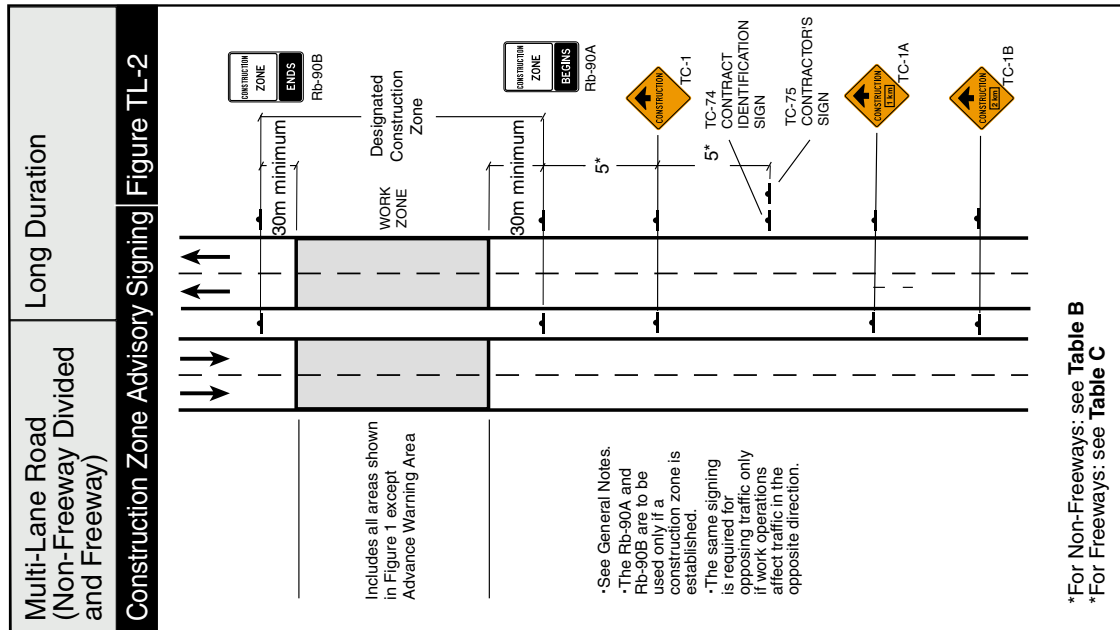 Multi-Lane Road
(Non-Freeway Divided
and Freeway)
Long Duration
Construction Zone Advisory Signing
Figure TL-2
CONSTRUCTION
ZONE
ENDS
Rb-90B
30m minimum
Designated
Construction
Zone
WORK
ZONE
Includes all areas shown
in Figure 1 except
Advance Warning Area
30m minimum
CONSTRUCTION
ZONE
BEGINS
Rb-90A
5*
CONSTRUCTION
TC-1
5*
TC-74
CONTRACT
IDENTIFICATION
SIGN
TC-75
CONTRACTOR'S
SIGN
CONSTRUCTION
1 km
TC-1A
CONSTRUCTION
2 km
TC-1B
•See General Notes.
•The Rb-90A and
Rb-90B are to be
used only if a
construction zone is
established.
•The same signing
is required for
opposing traffic only
if work operations
affect traffic in the
opposite direction.
*For Non-Freeways: see Table B
*For Freeways: see Table C